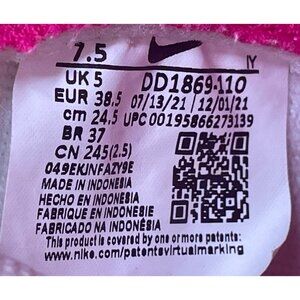 7.5 IY
UK 5 DD1869-110
EUR 38.5 07/13/21 12/01/21
cm 24.5 UPC 00195866273139
BR 37
CN 245(2.5)
049EKJNFAZY9E
MADE IN INDONESIA
HECHO EN INDONESIA
FABRIQUE EN INDONESIE
FABRICADO NA INDONÉSIA
This product is covered by one or more patents:
www.nike.com/patentsvirtualmarking